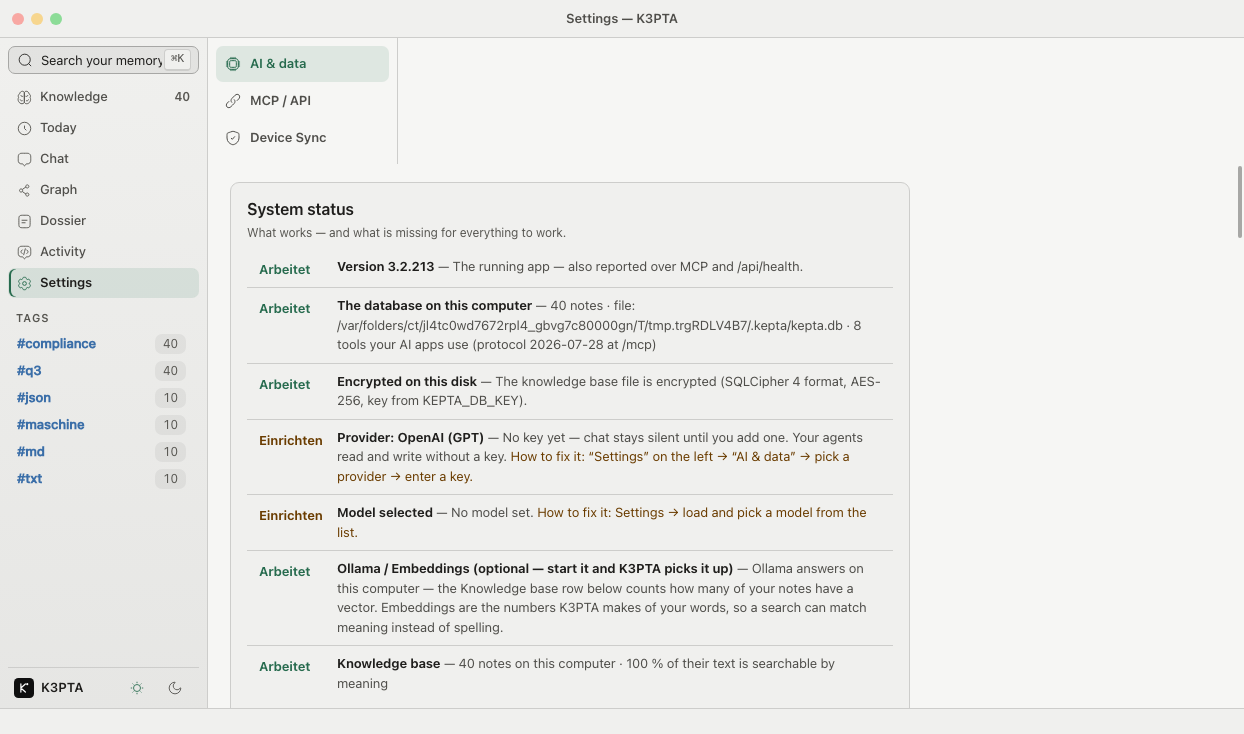 Settings — K3PTA
Search your memory
⌘K
Knowledge 40
Today
Chat
Graph
Dossier
Activity
Settings
TAGS
#compliance 40
#q3 40
#json 10
#maschine 10
#md 10
#txt 10
K3PTA
AI & data
MCP / API
Device Sync
System status
What works — and what is missing for everything to work.
Arbeitet Version 3.2.213 — The running app — also reported over MCP and /api/health.
Arbeitet The database on this computer — 40 notes · file:
/var/folders/ct/jl4tc0wd7672rpl4_gbvg7c80000gn/T/tmp.trgRDLV4B7/.kepta/kepta.db · 8
tools your AI apps use (protocol 2026-07-28 at /mcp)
Arbeitet Encrypted on this disk — The knowledge base file is encrypted (SQLCipher 4 format, AES-
256, key from KEPTA_DB_KEY).
Einrichten Provider: OpenAI (GPT) — No key yet — chat stays silent until you add one. Your agents
read and write without a key. How to fix it: “Settings” on the left → “AI & data” → pick a
provider → enter a key.
Einrichten Model selected — No model set. How to fix it: Settings → load and pick a model from the
list.
Arbeitet Ollama / Embeddings (optional — start it and K3PTA picks it up) — Ollama answers on
this computer — the Knowledge base row below counts how many of your notes have a
vector. Embeddings are the numbers K3PTA makes of your words, so a search can match
meaning instead of spelling.
Arbeitet Knowledge base — 40 notes on this computer · 100 % of their text is searchable by
meaning